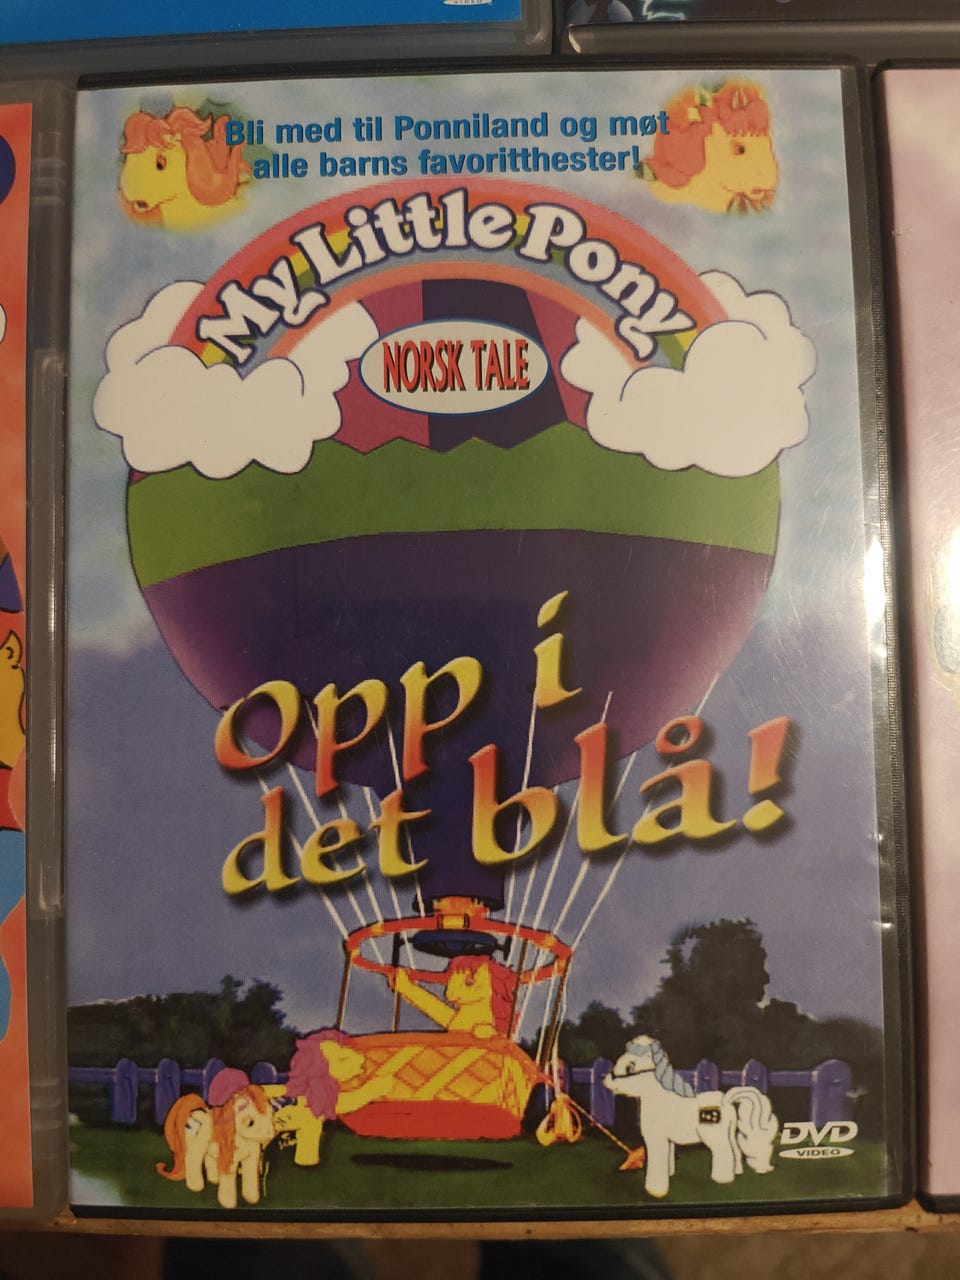 VIDEO
Bli med til Ponniland og møt
alle barns favoritthester!
My Little Pony
NORSK TALE
Opp i
det blå!
DVD
VIDEO